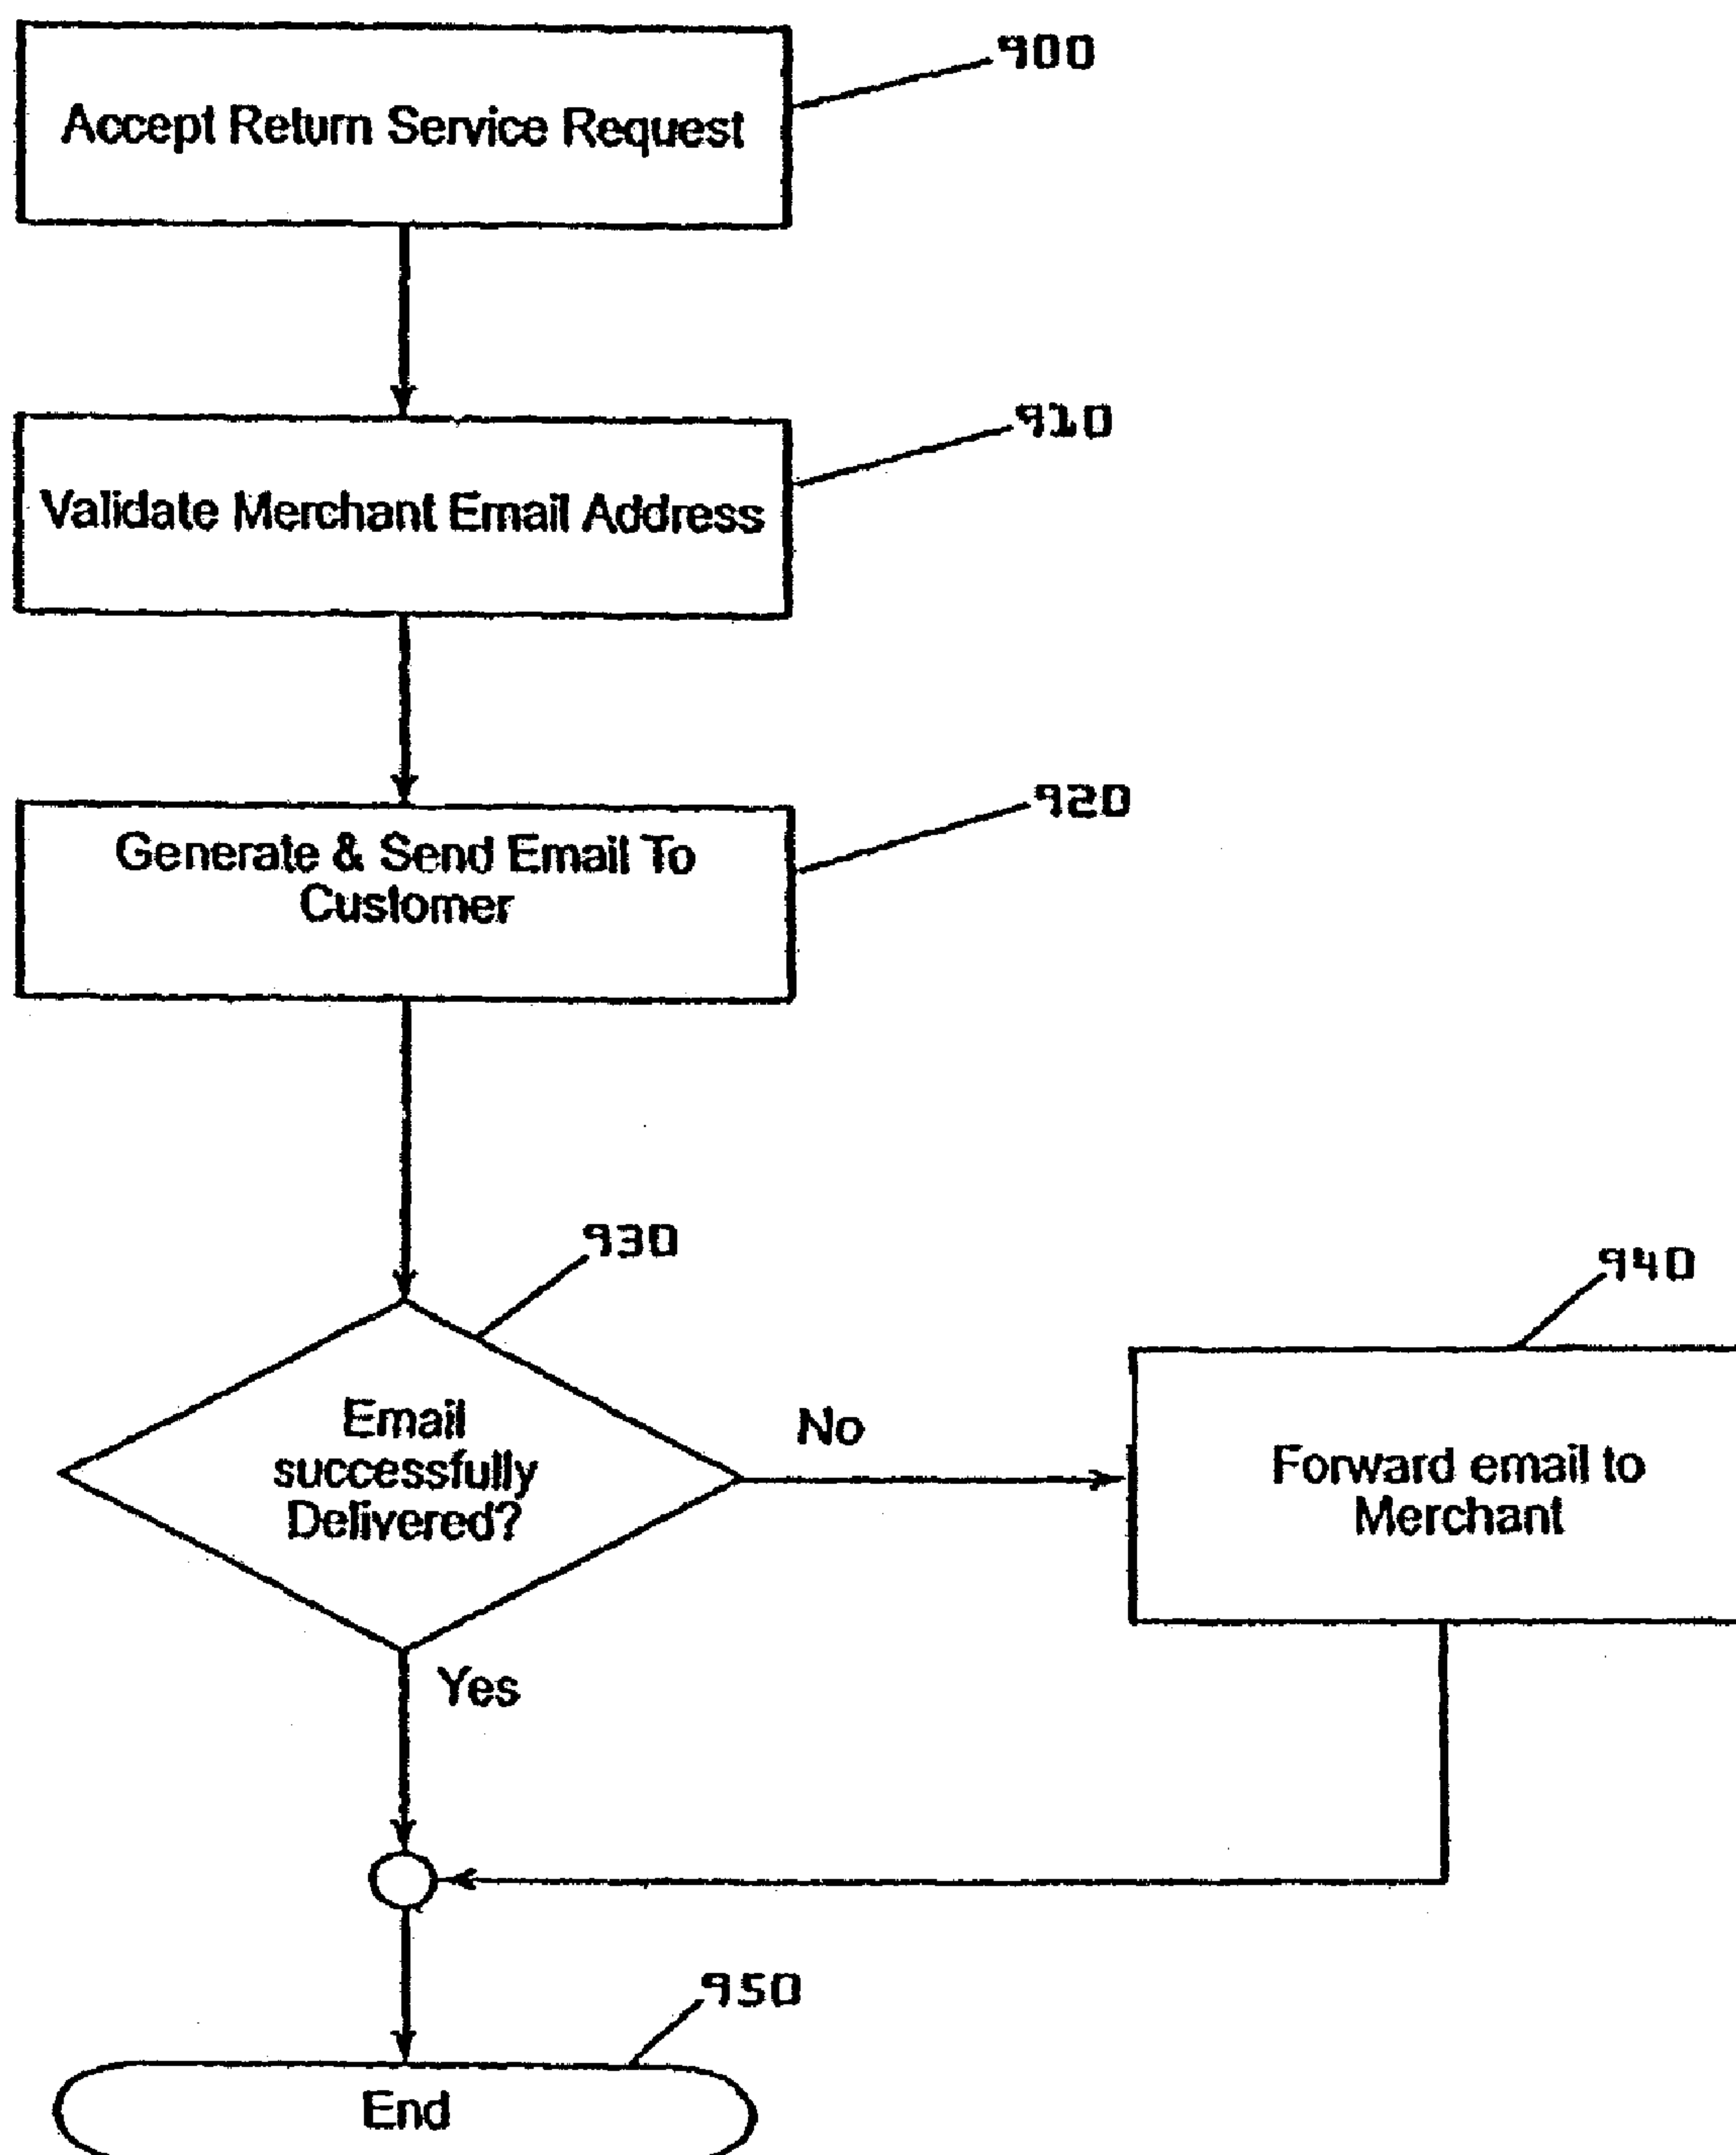 900
Accept Return Service Request
910
Validate Merchant Email Address
920
Generate & Send Email To
Customer
930
940
Email
successfully
Delivered?
No
Forward email to
Merchant
Yes
950
End